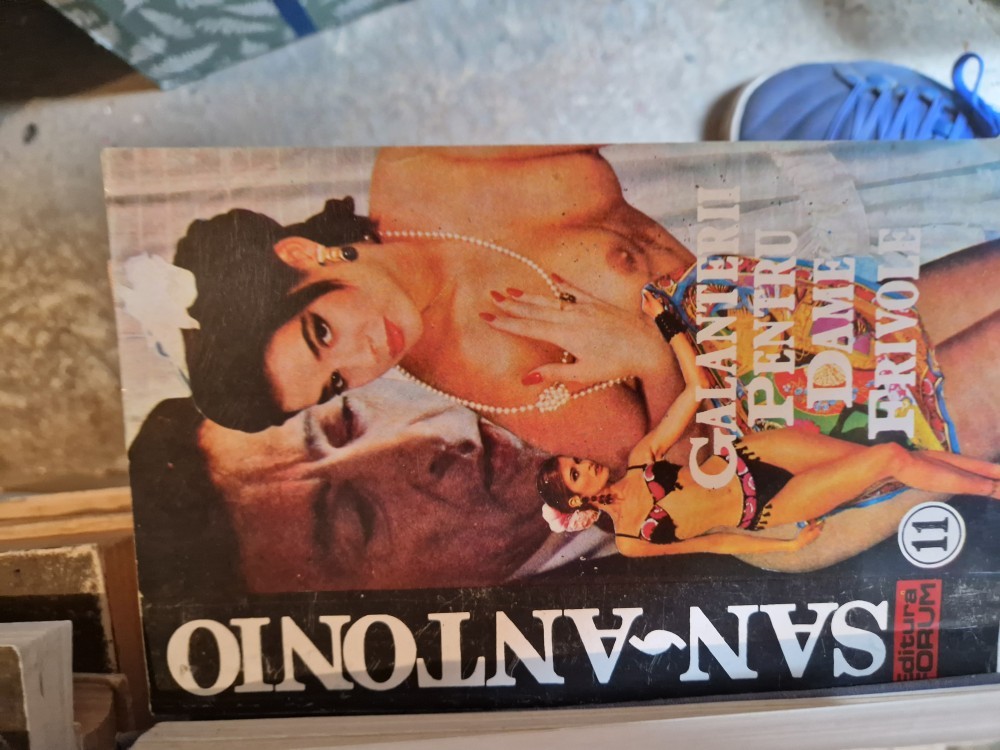 SAN-ANTONIO
GALANTERII
PENTRU
DAME
FRIVOLE
11
Editura
FORUM